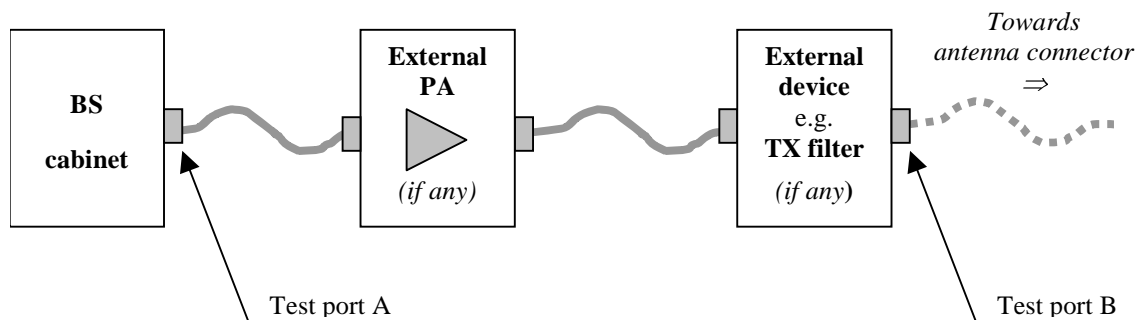 BS
cabinet
External
PA
(if any)
External
device
e.g.
TX filter
(if any)
Towards
antenna connector
⇒
Test port A
Test port B